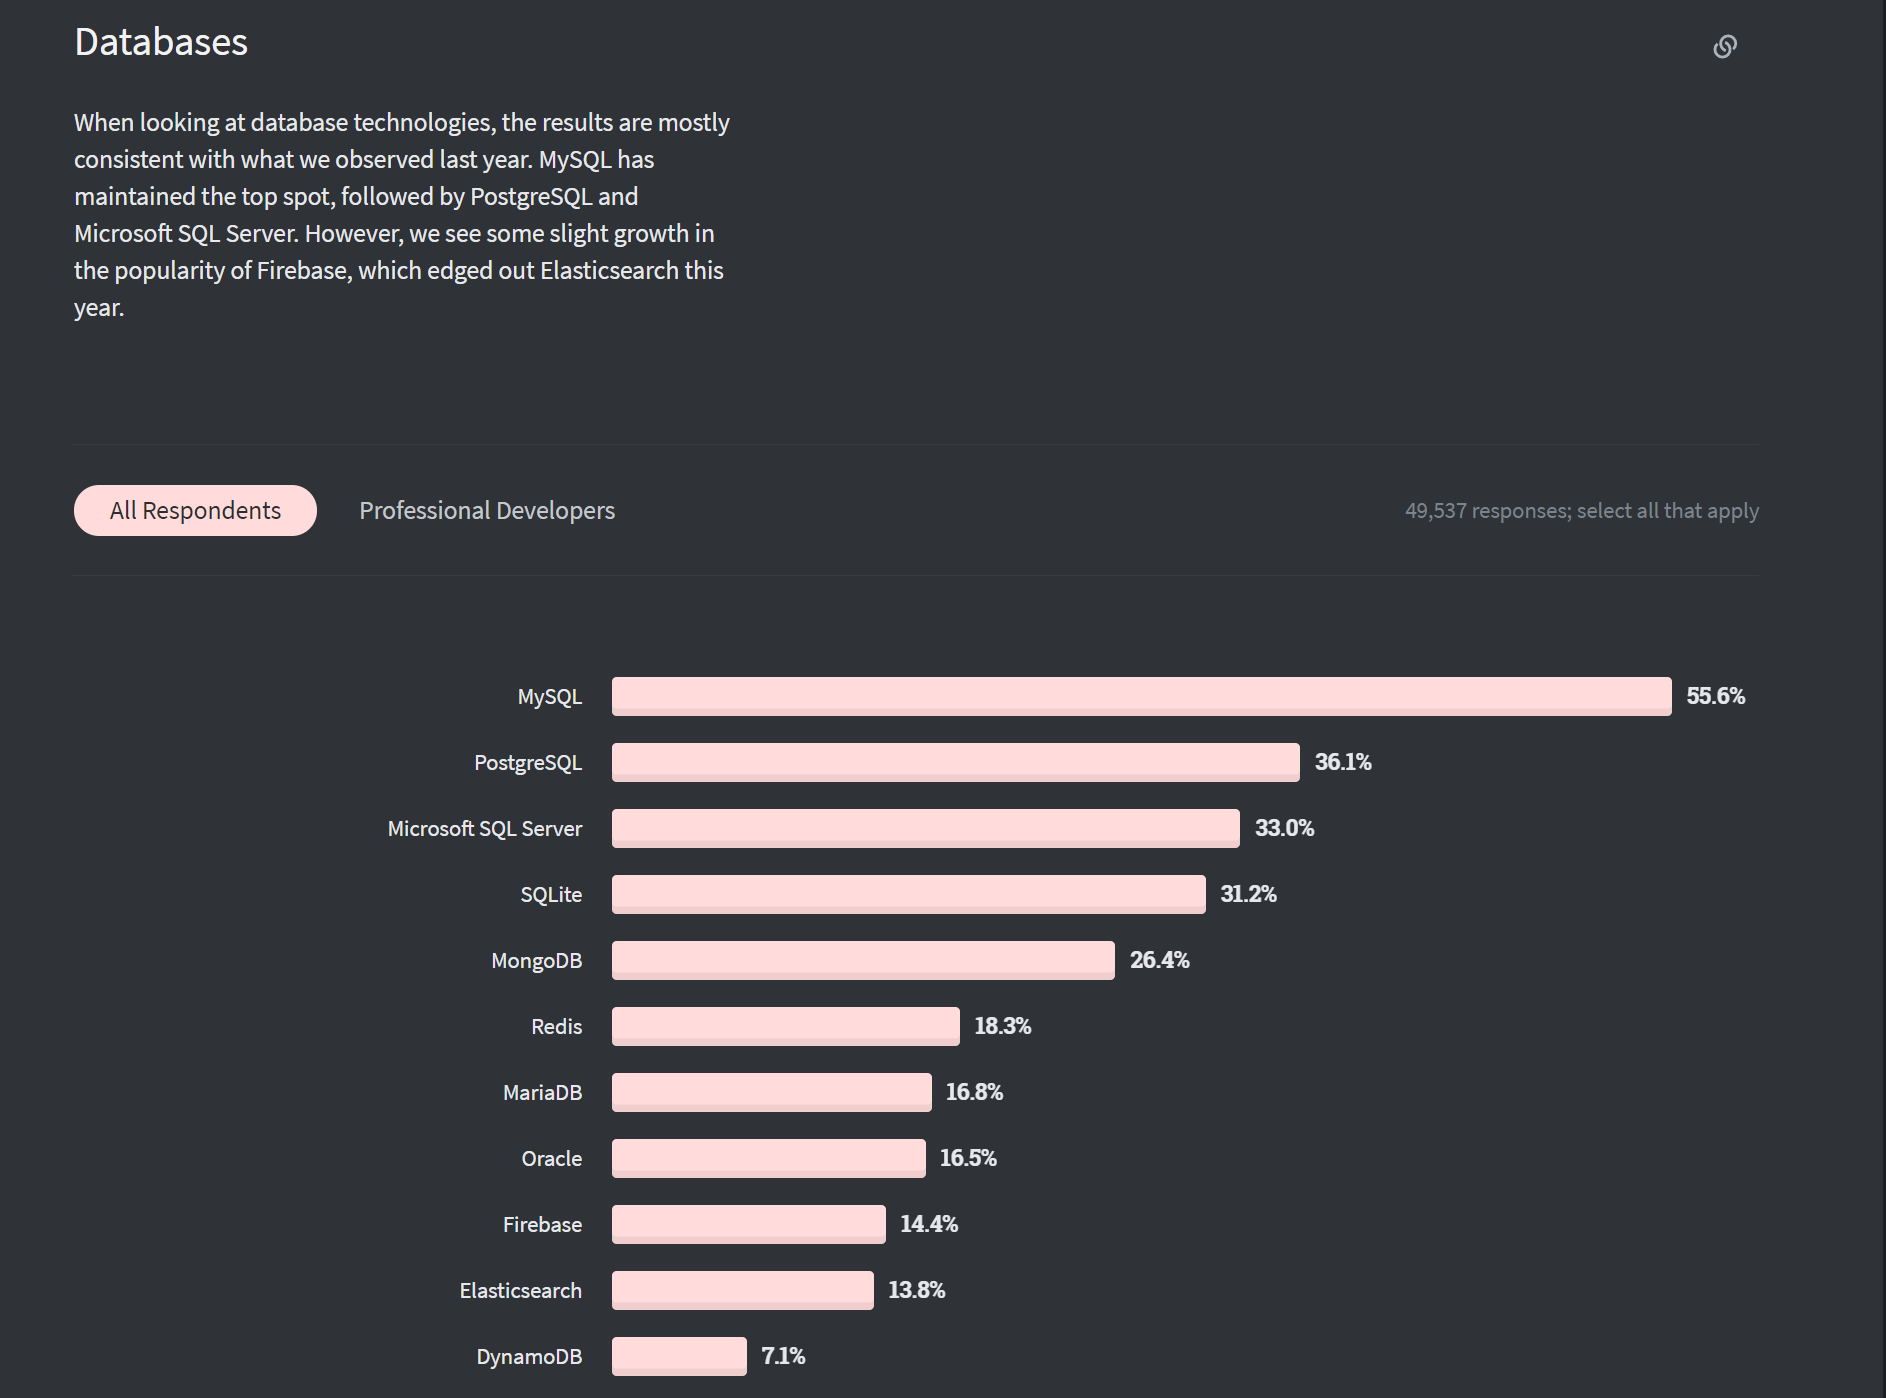 Databases
When looking at database technologies, the results are mostly
consistent with what we observed last year. MySQL has
maintained the top spot, followed by PostgreSQL and
Microsoft SQL Server. However, we see some slight growth in
the popularity of Firebase, which edged out Elasticsearch this
year.
All Respondents Professional Developers 49,537 responses; select all that apply
MySQL 55.6%
PostgreSQL 36.1%
Microsoft SQL Server 33.0%
SQLite 31.2%
MongoDB 26.4%
Redis 18.3%
MariaDB 16.8%
Oracle 16.5%
Firebase 14.4%
Elasticsearch 13.8%
DynamoDB 7.1%